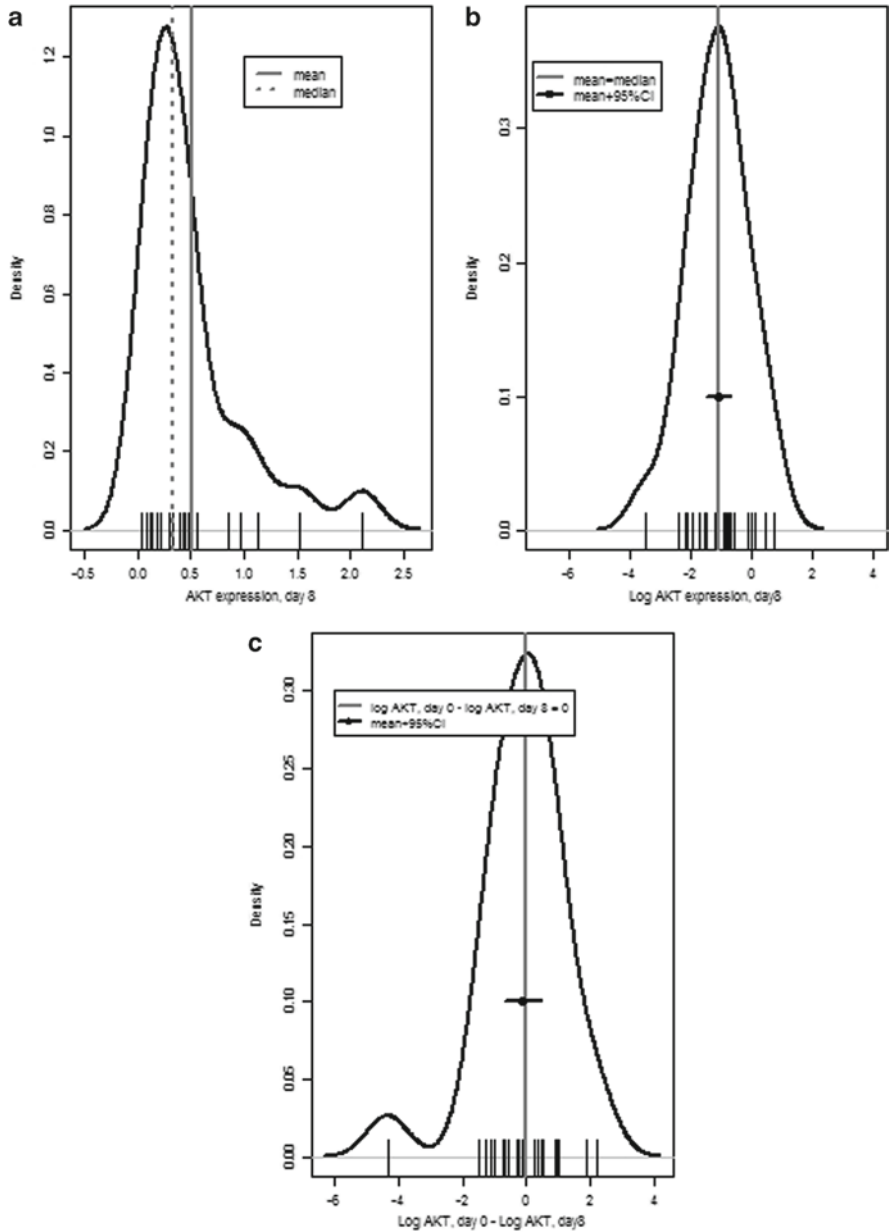 a
mean
median
Density
0.0 0.2 0.4 0.6 0.8 1.0 1.2
-0.5 0.0 0.5 1.0 1.5 2.0 2.5
AKT expression, day 8
b
mean=median
mean+95%CI
Density
0.0 0.1 0.2 0.3
-6 -4 -2 0 2 4
Log AKT expression, day8
c
log AKT, day 0 - log AKT, day 8 = 0
mean+95%CI
Density
0.00 0.05 0.10 0.15 0.20 0.25 0.30
-6 -4 -2 0 2 4
Log AKT, day 0 - Log AKT, day8